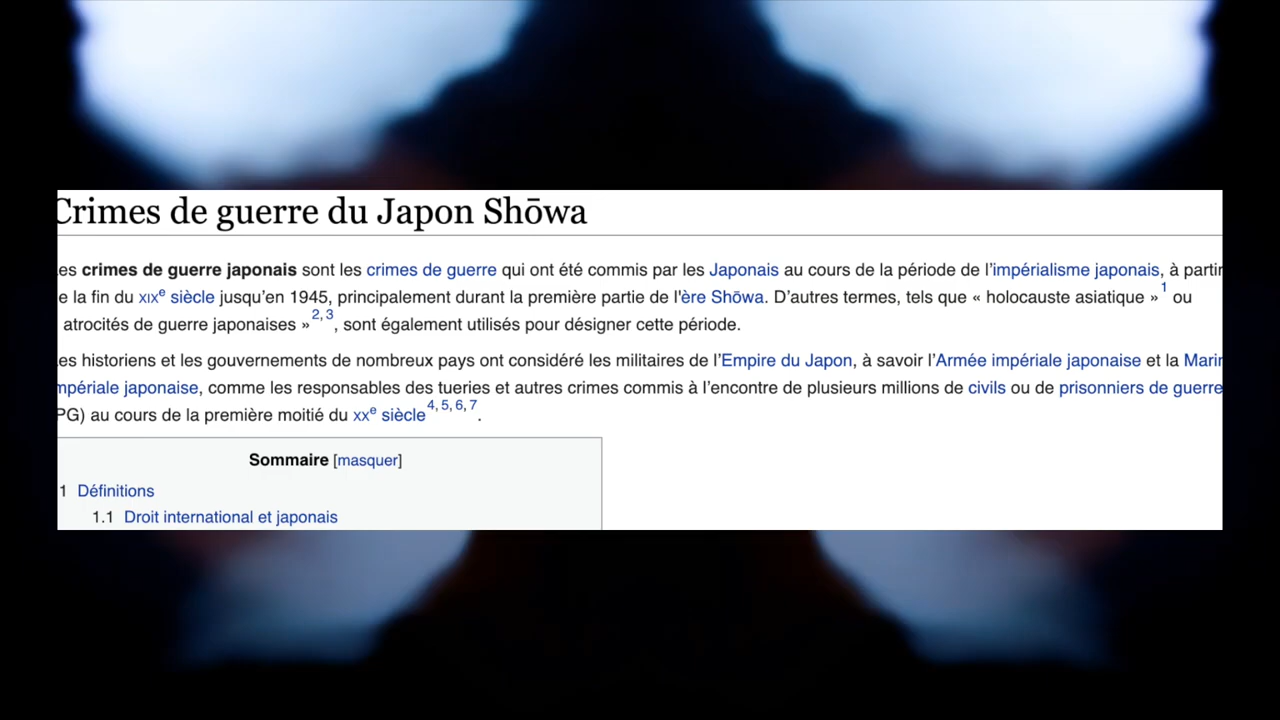 Crimes de guerre du Japon Shōwa
es crimes de guerre japonais sont les crimes de guerre qui ont été commis par les Japonais au cours de la période de l'impérialisme japonais, à partir
e la fin du XIXe siècle jusqu'en 1945, principalement durant la première partie de l'ère Shōwa. D'autres termes, tels que « holocauste asiatique »1 ou
atrocités de guerre japonaises »2, 3, sont également utilisés pour désigner cette période.
es historiens et les gouvernements de nombreux pays ont considéré les militaires de l'Empire du Japon, à savoir l'Armée impériale japonaise et la Marin
mpériale japonaise, comme les responsables des tueries et autres crimes commis à l'encontre de plusieurs millions de civils ou de prisonniers de guerre
PG) au cours de la première moitié du XXe siècle4, 5, 6, 7.
Sommaire [masquer]
1 Définitions
1.1 Droit international et japonais